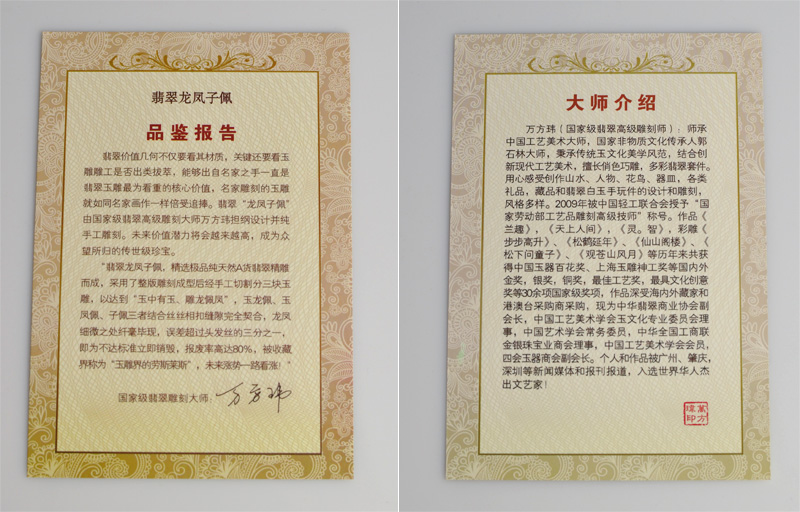 翡翠龙凤子佩
品鉴报告
翡翠价值几何不仅要看其材质，关键还要看玉
雕雕工是否出类拔萃，能够出自名家之手一直是
翡翠玉雕最为看重的核心价值，名家雕刻的玉雕
就如同名家画作一样倍受追捧。翡翠“龙凤子佩”
由国家级翡翠高级雕刻大师万方玮担纲设计并纯
手工雕刻。未来价值潜力将会越来越高，成为众
望所归的传世级珍宝。
“翡翠龙凤子佩，精选极品纯天然A货翡翠精雕
而成，采用了整版雕刻成型后经手工切割分三块玉
雕，以达到“玉中有玉、雕龙佩凤”，玉龙佩、玉
凤佩、子佩三者结合丝丝相扣缝隙完全契合，龙凤
细微之处纤毫毕现，误差超过头发丝的三分之一，
即为不达标准立即销毁，报废率高达80%，被收藏
界称为“玉雕界的劳斯莱斯”，未来涨势一路看涨！”
国家级翡翠雕刻大师：万方玮
大师介绍
万方玮（国家级翡翠高级雕刻师）：师承
中国工艺美术大师，国家非物质文化传承人郭
石林大师，秉承传统玉文化美学风范，结合创
新现代工艺美术，擅长俏色巧雕，多彩翡翠套件。
用心感受创作山水、人物、花鸟、器皿，各类
礼品，藏品和翡翠白玉手玩件的设计和雕刻，
风格多样。2009年被中国轻工联合会授予“国
家劳动部工艺品雕刻高级技师”称号。作品《
兰趣》，《天上人间》，《灵。智》，彩雕《
步步高升》、《松鹤延年》、《仙山阁楼》、《
松下问童子》、《观苍山风月》等历年来共获
得中国玉器百花奖、上海玉雕神工奖等国内外
金奖，银奖，铜奖，最佳工艺奖，最具文化创意
奖等30余项国家级奖项，作品深受海内外藏家和
港澳台采购商采购，现为中华翡翠商业协会副
会长，中国工艺美术学会玉文化专业委员会理
事，中国艺术学会常务委员，中华全国工商联
金银珠宝业商会理事，中国工艺美术学会会员，
四会玉器商会副会长。个人和作品被广州、肇庆，
深圳等新闻媒体和报刊报道，入选世界华人杰
出文艺家！
萬方
瑋印